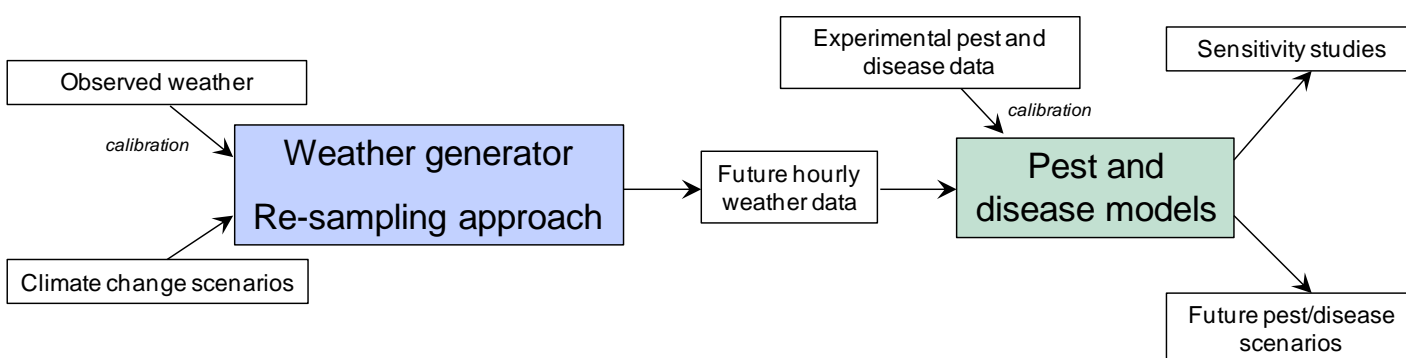 Observed weather
calibration
Climate change scenarios
Weather generator
Re-sampling approach
Future hourly
weather data
Experimental pest and
disease data
calibration
Pest and
disease models
Sensitivity studies
Future pest/disease
scenarios